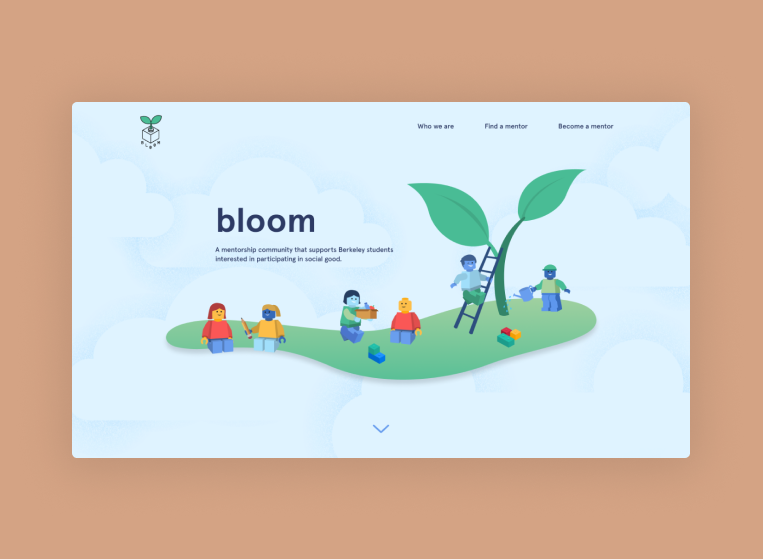 BLOOM
Who we are
Find a mentor
Become a mentor
bloom
A mentorship community that supports Berkeley students
interested in participating in social good.